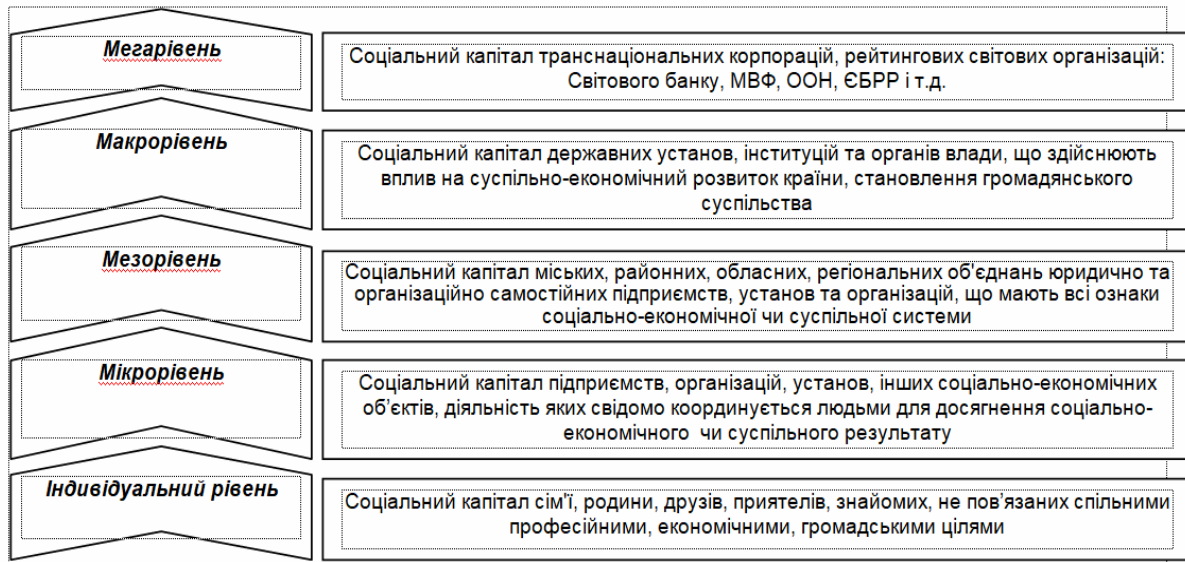 Мегарівень
Соціальний капітал транснаціональних корпорацій, рейтингових світових організацій:
Світового банку, МВФ, ООН, ЄБРР і т.д.
Макрорівень
Соціальний капітал державних установ, інституцій та органів влади, що здійснюють
вплив на суспільно-економічний розвиток країни, становлення громадянського
суспільства
Мезорівень
Соціальний капітал міських, районних, обласних, регіональних об'єднань юридично та
організаційно самостійних підприємств, установ та організацій, що мають всі ознаки
соціально-економічної чи суспільної системи
Мікрорівень
Соціальний капітал підприємств, організацій, установ, інших соціально-економічних
об’єктів, діяльність яких свідомо координується людьми для досягнення соціально-
економічного чи суспільного результату
Індивідуальний рівень
Соціальний капітал сім'ї, родини, друзів, приятелів, знайомих, не пов’язаних спільними
професійними, економічними, громадськими цілями